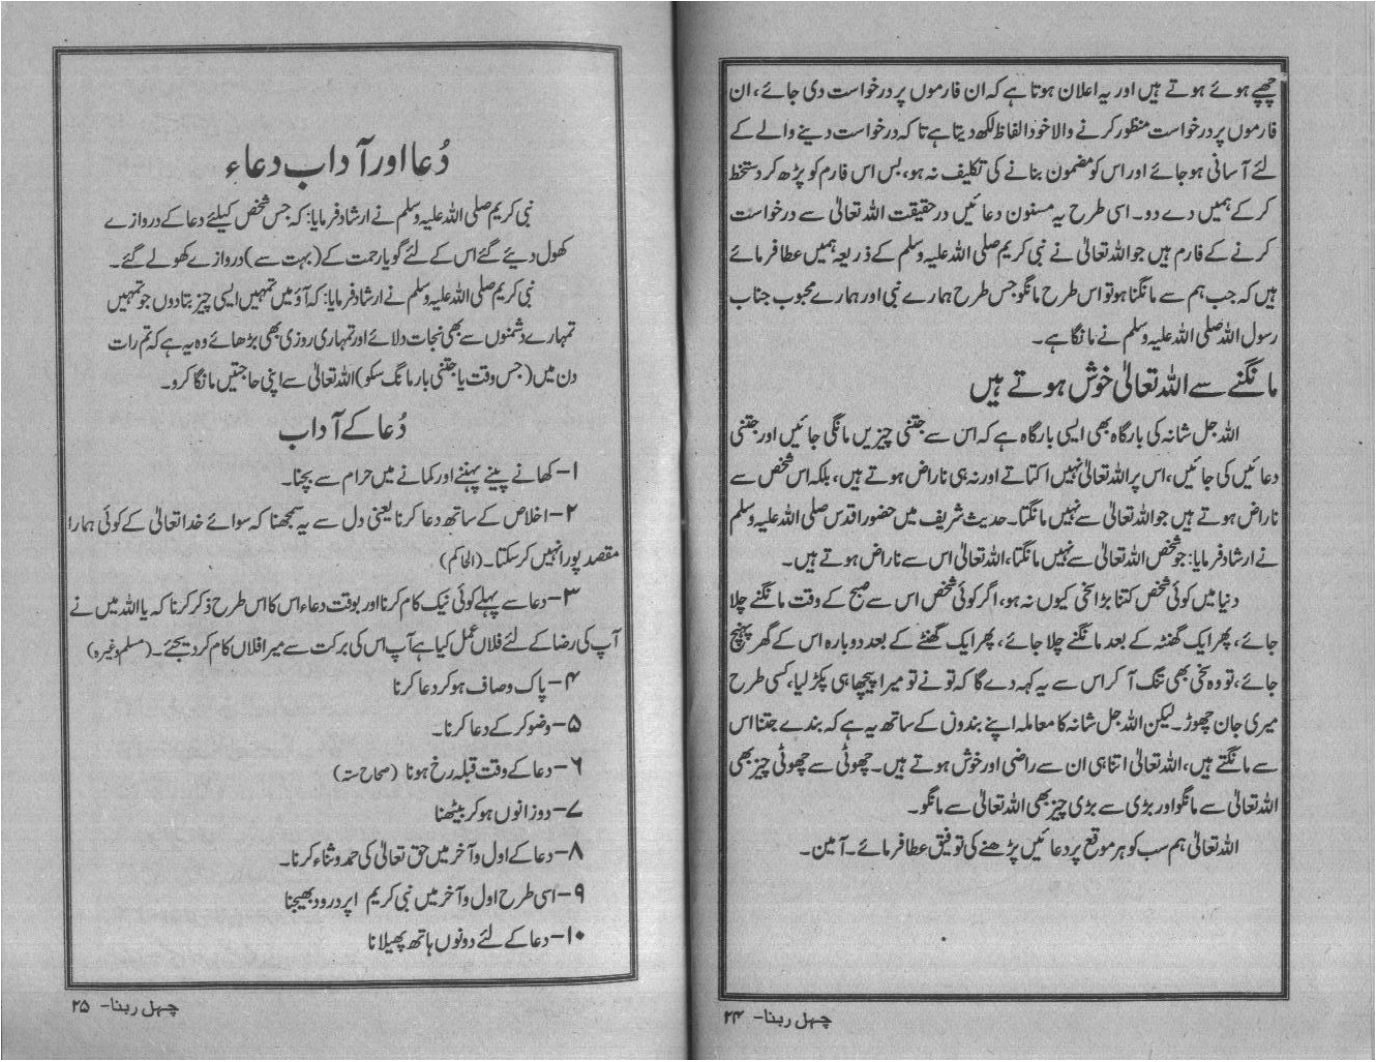 چھپے ہوئے ہوتے ہیں اور یہ اعلان ہوتا ہے کہ ان فارموں پر درخواست دی جائے، ان
فارموں پر درخواست منظور کرنے والا خود الفاظ لکھ دیتا ہے تاکہ درخواست دینے والے کے
لئے آسانی ہوجائے اور اس کو مضمون بنانے کی تکلیف نہ ہو، بس اس فارم کو پڑھ کر دستخط
کر کے ہمیں دے دو۔ اسی طرح یہ مسنون دعائیں درحقیقت اللہ تعالیٰ سے درخواست
کرنے کے فارم ہیں جو اللہ تعالیٰ نے نبی کریم صلی اللہ علیہ وسلم کے ذریعہ ہمیں عطا فرمائے
ہیں کہ جب ہم سے مانگنا ہو تو اس طرح مانگو جس طرح ہمارے نبی اور ہمارے محبوب جناب
رسول اللہ صلی اللہ علیہ وسلم نے مانگا ہے۔
مانگنے سے اللہ تعالیٰ خوش ہوتے ہیں
اللہ جل شانہ کی بارگاہ بھی ایسی بارگاہ ہے کہ اس سے جتنی چیزیں مانگی جائیں اور جتنی
دعائیں کی جائیں، اس پر اللہ تعالیٰ نہیں اکتاتے اور نہ ہی ناراض ہوتے ہیں، بلکہ اس شخص سے
ناراض ہوتے ہیں جو اللہ تعالیٰ سے نہیں مانگتا۔ حدیث شریف میں حضور اقدس صلی اللہ علیہ وسلم
نے ارشاد فرمایا: جو شخص اللہ تعالیٰ سے نہیں مانگتا، اللہ تعالیٰ اس سے ناراض ہوتے ہیں۔
دنیا میں کوئی شخص کتنا بڑا سخی کیوں نہ ہو، اگر کوئی شخص اس سے صبح کے وقت مانگنے چلا
جائے، پھر ایک گھنٹہ کے بعد مانگنے چلا جائے، پھر ایک گھنٹے کے بعد دوبارہ اس کے گھر پہنچ
جائے، تو وہ سخی بھی تنگ آ کر اس سے یہ کہہ دے گا کہ تو نے تو میرا پیچھا ہی پکڑ لیا، کسی طرح
میری جان چھوڑ۔ لیکن اللہ جل شانہ کا معاملہ اپنے بندوں کے ساتھ یہ ہے کہ بندے جتنا اس
سے مانگتے ہیں، اللہ تعالیٰ اتنا ہی ان سے راضی اور خوش ہوتے ہیں۔ چھوٹی سے چھوٹی چیز بھی
اللہ تعالیٰ سے مانگو اور بڑی سے بڑی چیز بھی اللہ تعالیٰ سے مانگو۔
اللہ تعالیٰ ہم سب کو ہر موقع پر دعائیں پڑھنے کی توفیق عطا فرمائے۔ آمین۔
چہل ربنا- ۲۴
دُعا اور آداب دعاء
نبی کریم صلی اللہ علیہ وسلم نے ارشاد فرمایا: کہ جس شخص کیلئے دعا کے دروازے
کھول دیئے گئے اس کے لئے گویا رحمت کے (بہت سے) دروازے کھولے گئے۔
نبی کریم صلی اللہ علیہ وسلم نے ارشاد فرمایا: کہ آؤ میں تمہیں ایسی چیز بتادوں جو تمہیں
تمہارے دشمنوں سے بھی نجات دلائے اور تمہاری روزی بھی بڑھائے وہ یہ ہے کہ تم رات
دن میں (جس وقت یا جتنی بار مانگ سکو) اللہ تعالیٰ سے اپنی حاجتیں مانگا کرو۔
دُعا کے آداب
۱- کھانے پینے پہننے اور کمانے میں حرام سے بچنا۔
۲- اخلاص کے ساتھ دعا کرنا یعنی دل سے یہ سمجھنا کہ سوائے خدا تعالیٰ کے کوئی ہمارا
مقصد پورا نہیں کر سکتا۔ (الحاکم)
۳- دعا سے پہلے کوئی نیک کام کرنا اور بوقت دعاء اس کا اس طرح ذکر کرنا کہ یا اللہ میں نے
آپ کی رضا کے لئے فلاں عمل کیا ہے آپ اس کی برکت سے میرا فلاں کام کر دیجئے۔ (مسلم وغیرہ)
۴- پاک و صاف ہو کر دعا کرنا
۵- وضو کر کے دعا کرنا۔
۶- دعا کے وقت قبلہ رخ ہونا (صحاح ستہ)
۷- دوزانوں ہو کر بیٹھنا
۸- دعا کے اول و آخر میں حق تعالیٰ کی حمد و ثناء کرنا۔
۹- اسی طرح اول و آخر میں نبی کریم ا پر درود بھیجنا
۱۰- دعا کے لئے دونوں ہاتھ پھیلانا
چہل ربنا- ۲۵